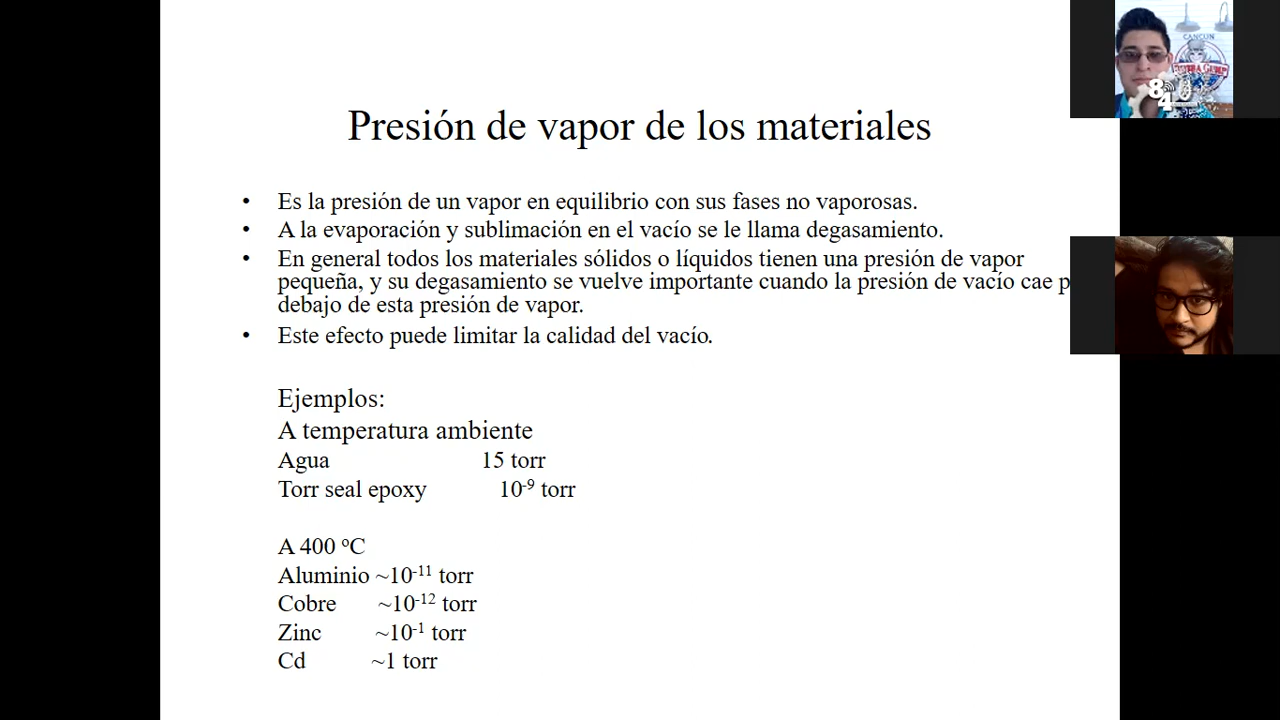 Presión de vapor de los materiales
• Es la presión de un vapor en equilibrio con sus fases no vaporosas.
• A la evaporación y sublimación en el vacío se le llama degasamiento.
• En general todos los materiales sólidos o líquidos tienen una presión de vapor
pequeña, y su degasamiento se vuelve importante cuando la presión de vacío cae p
debajo de esta presión de vapor.
• Este efecto puede limitar la calidad del vacío.
Ejemplos:
A temperatura ambiente
Agua 15 torr
Torr seal epoxy 10⁻⁹ torr
A 400 ºC
Aluminio ~10⁻¹¹ torr
Cobre ~10⁻¹² torr
Zinc ~10⁻¹ torr
Cd ~1 torr
CANCUN
84